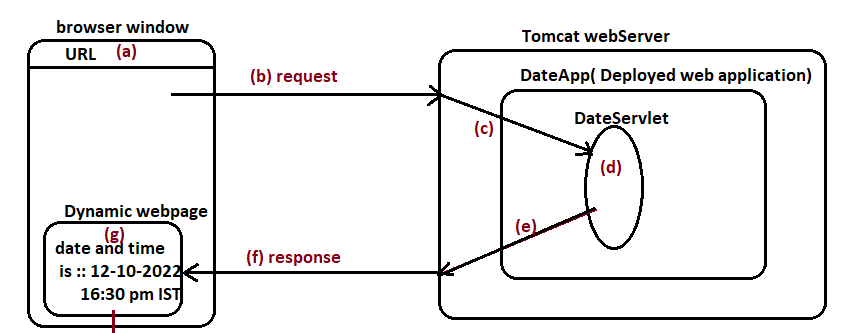 browser window
URL (a)
Tomcat webServer
(b) request
DateApp( Deployed web application)
(c)
DateServlet
(d)
Dynamic webpage
(g)
date and time
is :: 12-10-2022
16:30 pm IST
(e)
(f) response